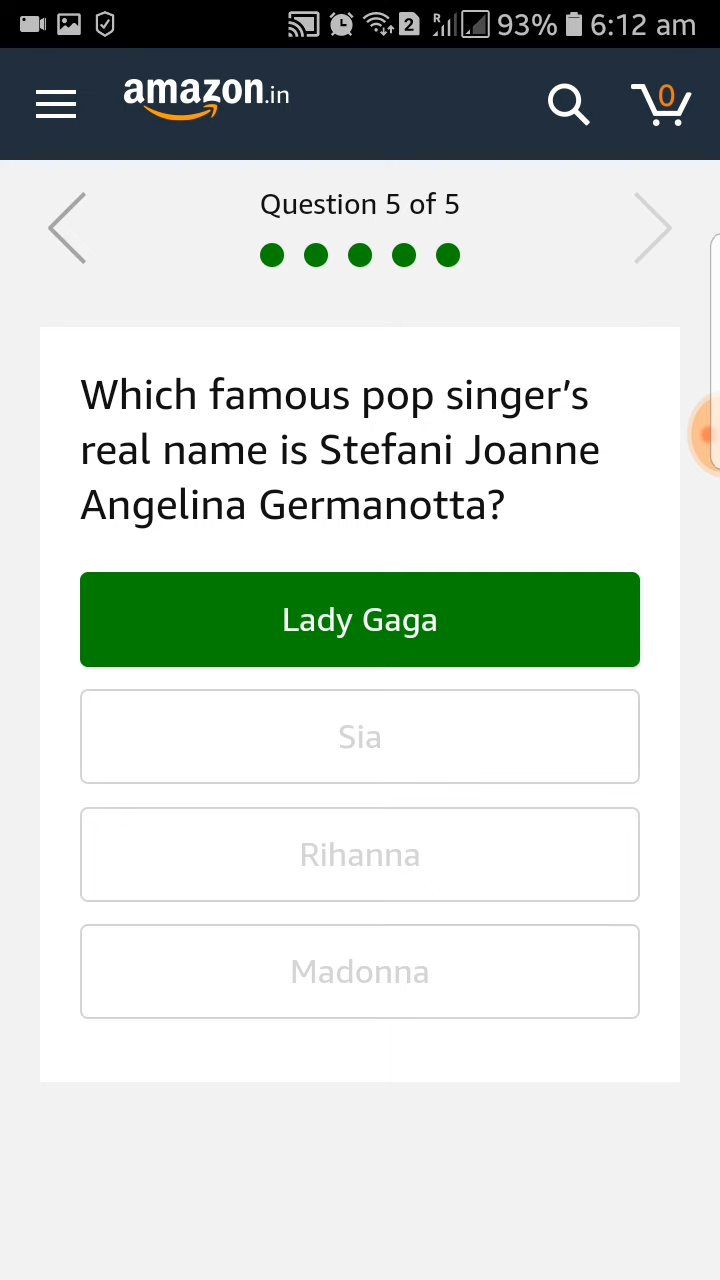 2 R 93% 6:12 am
amazon.in
0
Question 5 of 5
Which famous pop singer’s
real name is Stefani Joanne
Angelina Germanotta?
Lady Gaga
Sia
Rihanna
Madonna